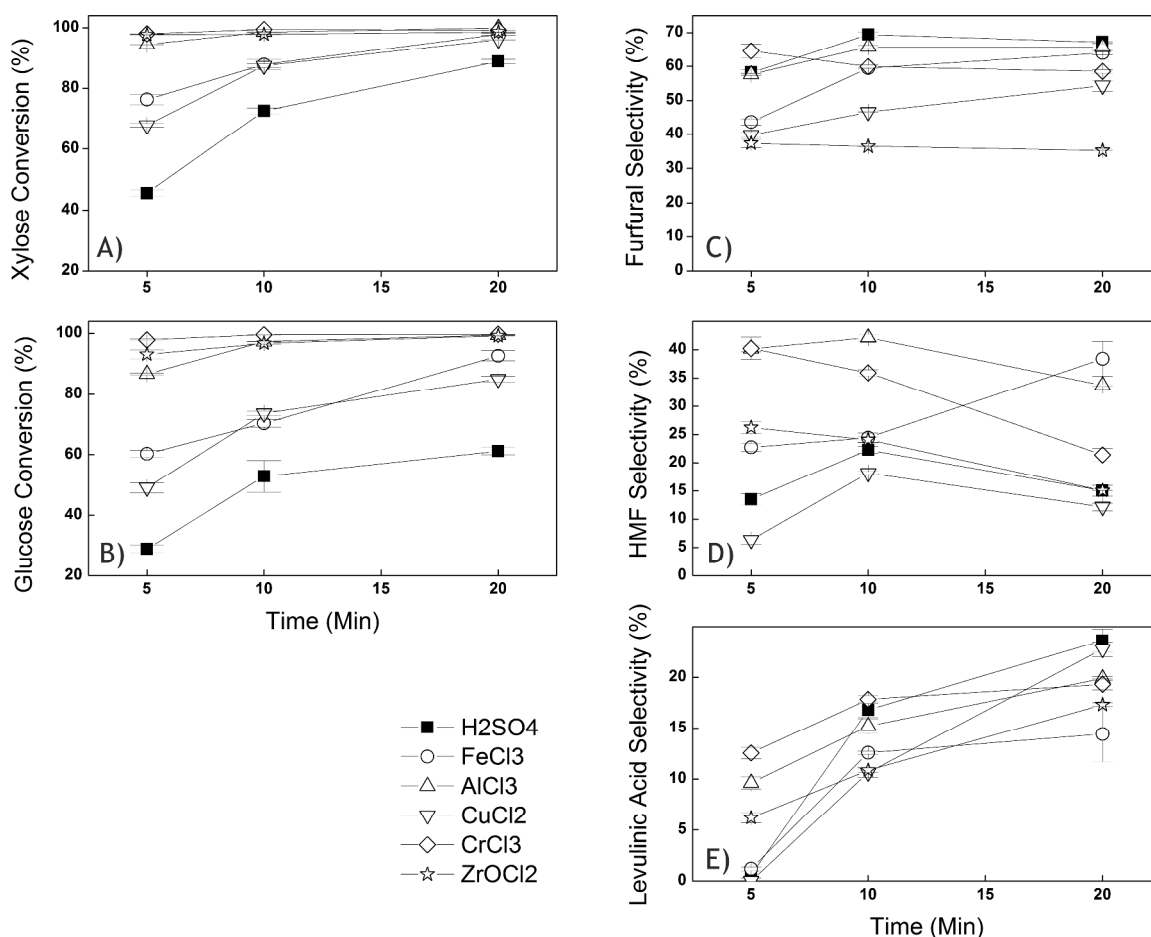 Xylose Conversion (%)
100
80
60
40
20
A)
5
10
15
20
Glucose Conversion (%)
100
80
60
40
20
B)
5
10
15
20
Time (Min)
H2SO4
FeCl3
AlCl3
CuCl2
CrCl3
ZrOCl2
Furfural Selectivity (%)
70
60
50
40
30
20
10
0
C)
5
10
15
20
HMF Selectivity (%)
40
35
30
25
20
15
10
5
0
D)
5
10
15
20
Levulinic Acid Selectivity (%)
20
15
10
5
0
E)
5
10
15
20
Time (Min)